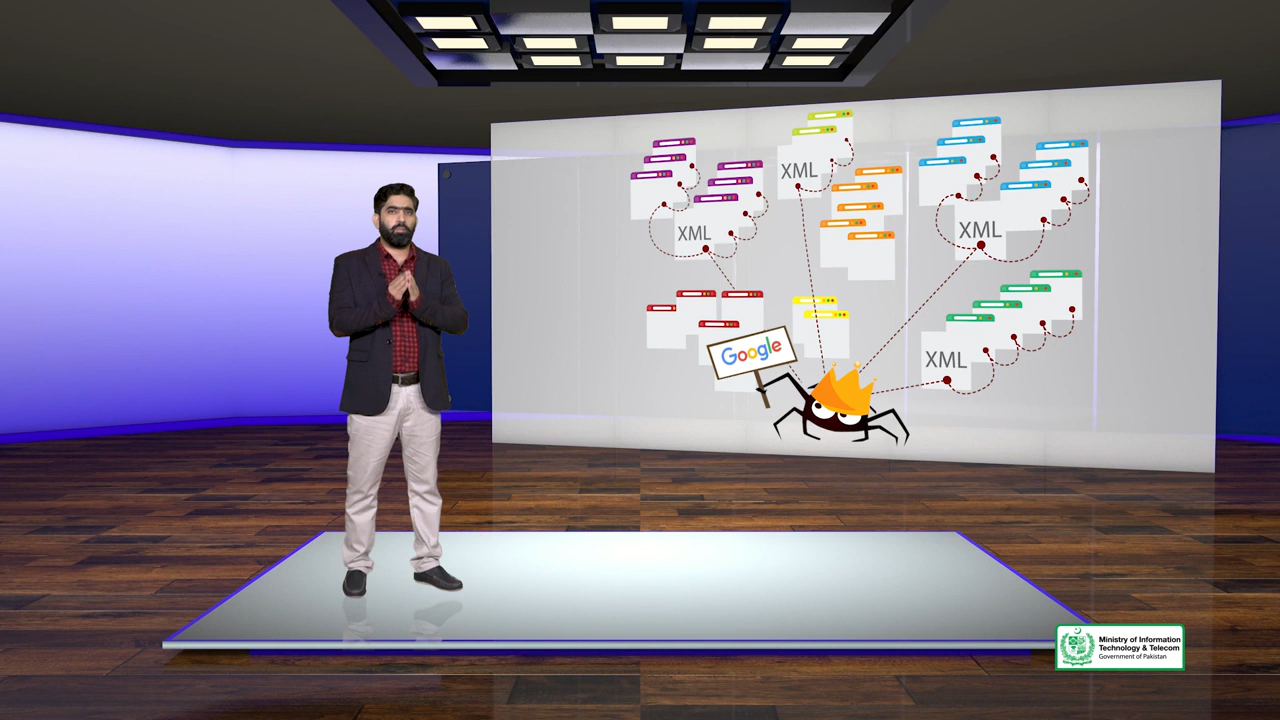 XML
XML
XML
XML
Google
Ministry of Information
Technology & Telecom
Government of Pakistan